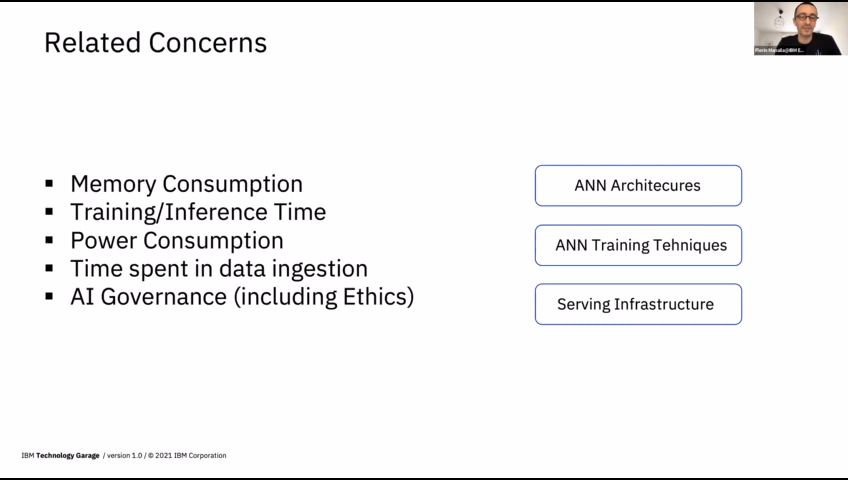 Related Concerns
▪ Memory Consumption
▪ Training/Inference Time
▪ Power Consumption
▪ Time spent in data ingestion
▪ AI Governance (including Ethics)
ANN Architecures
ANN Training Tehniques
Serving Infrastructure
IBM Technology Garage / version 1.0 / © 2021 IBM Corporation